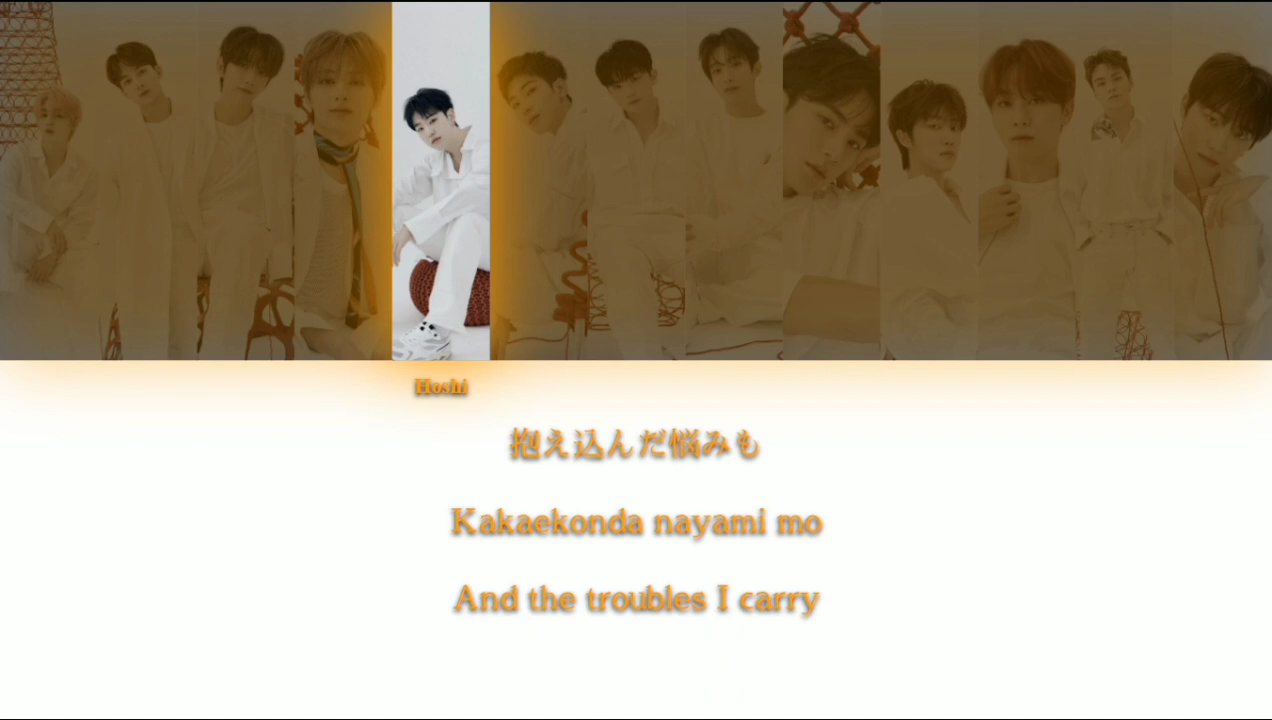 Hoshi
抱え込んだ悩みも
Kakaekonda nayami mo
And the troubles I carry